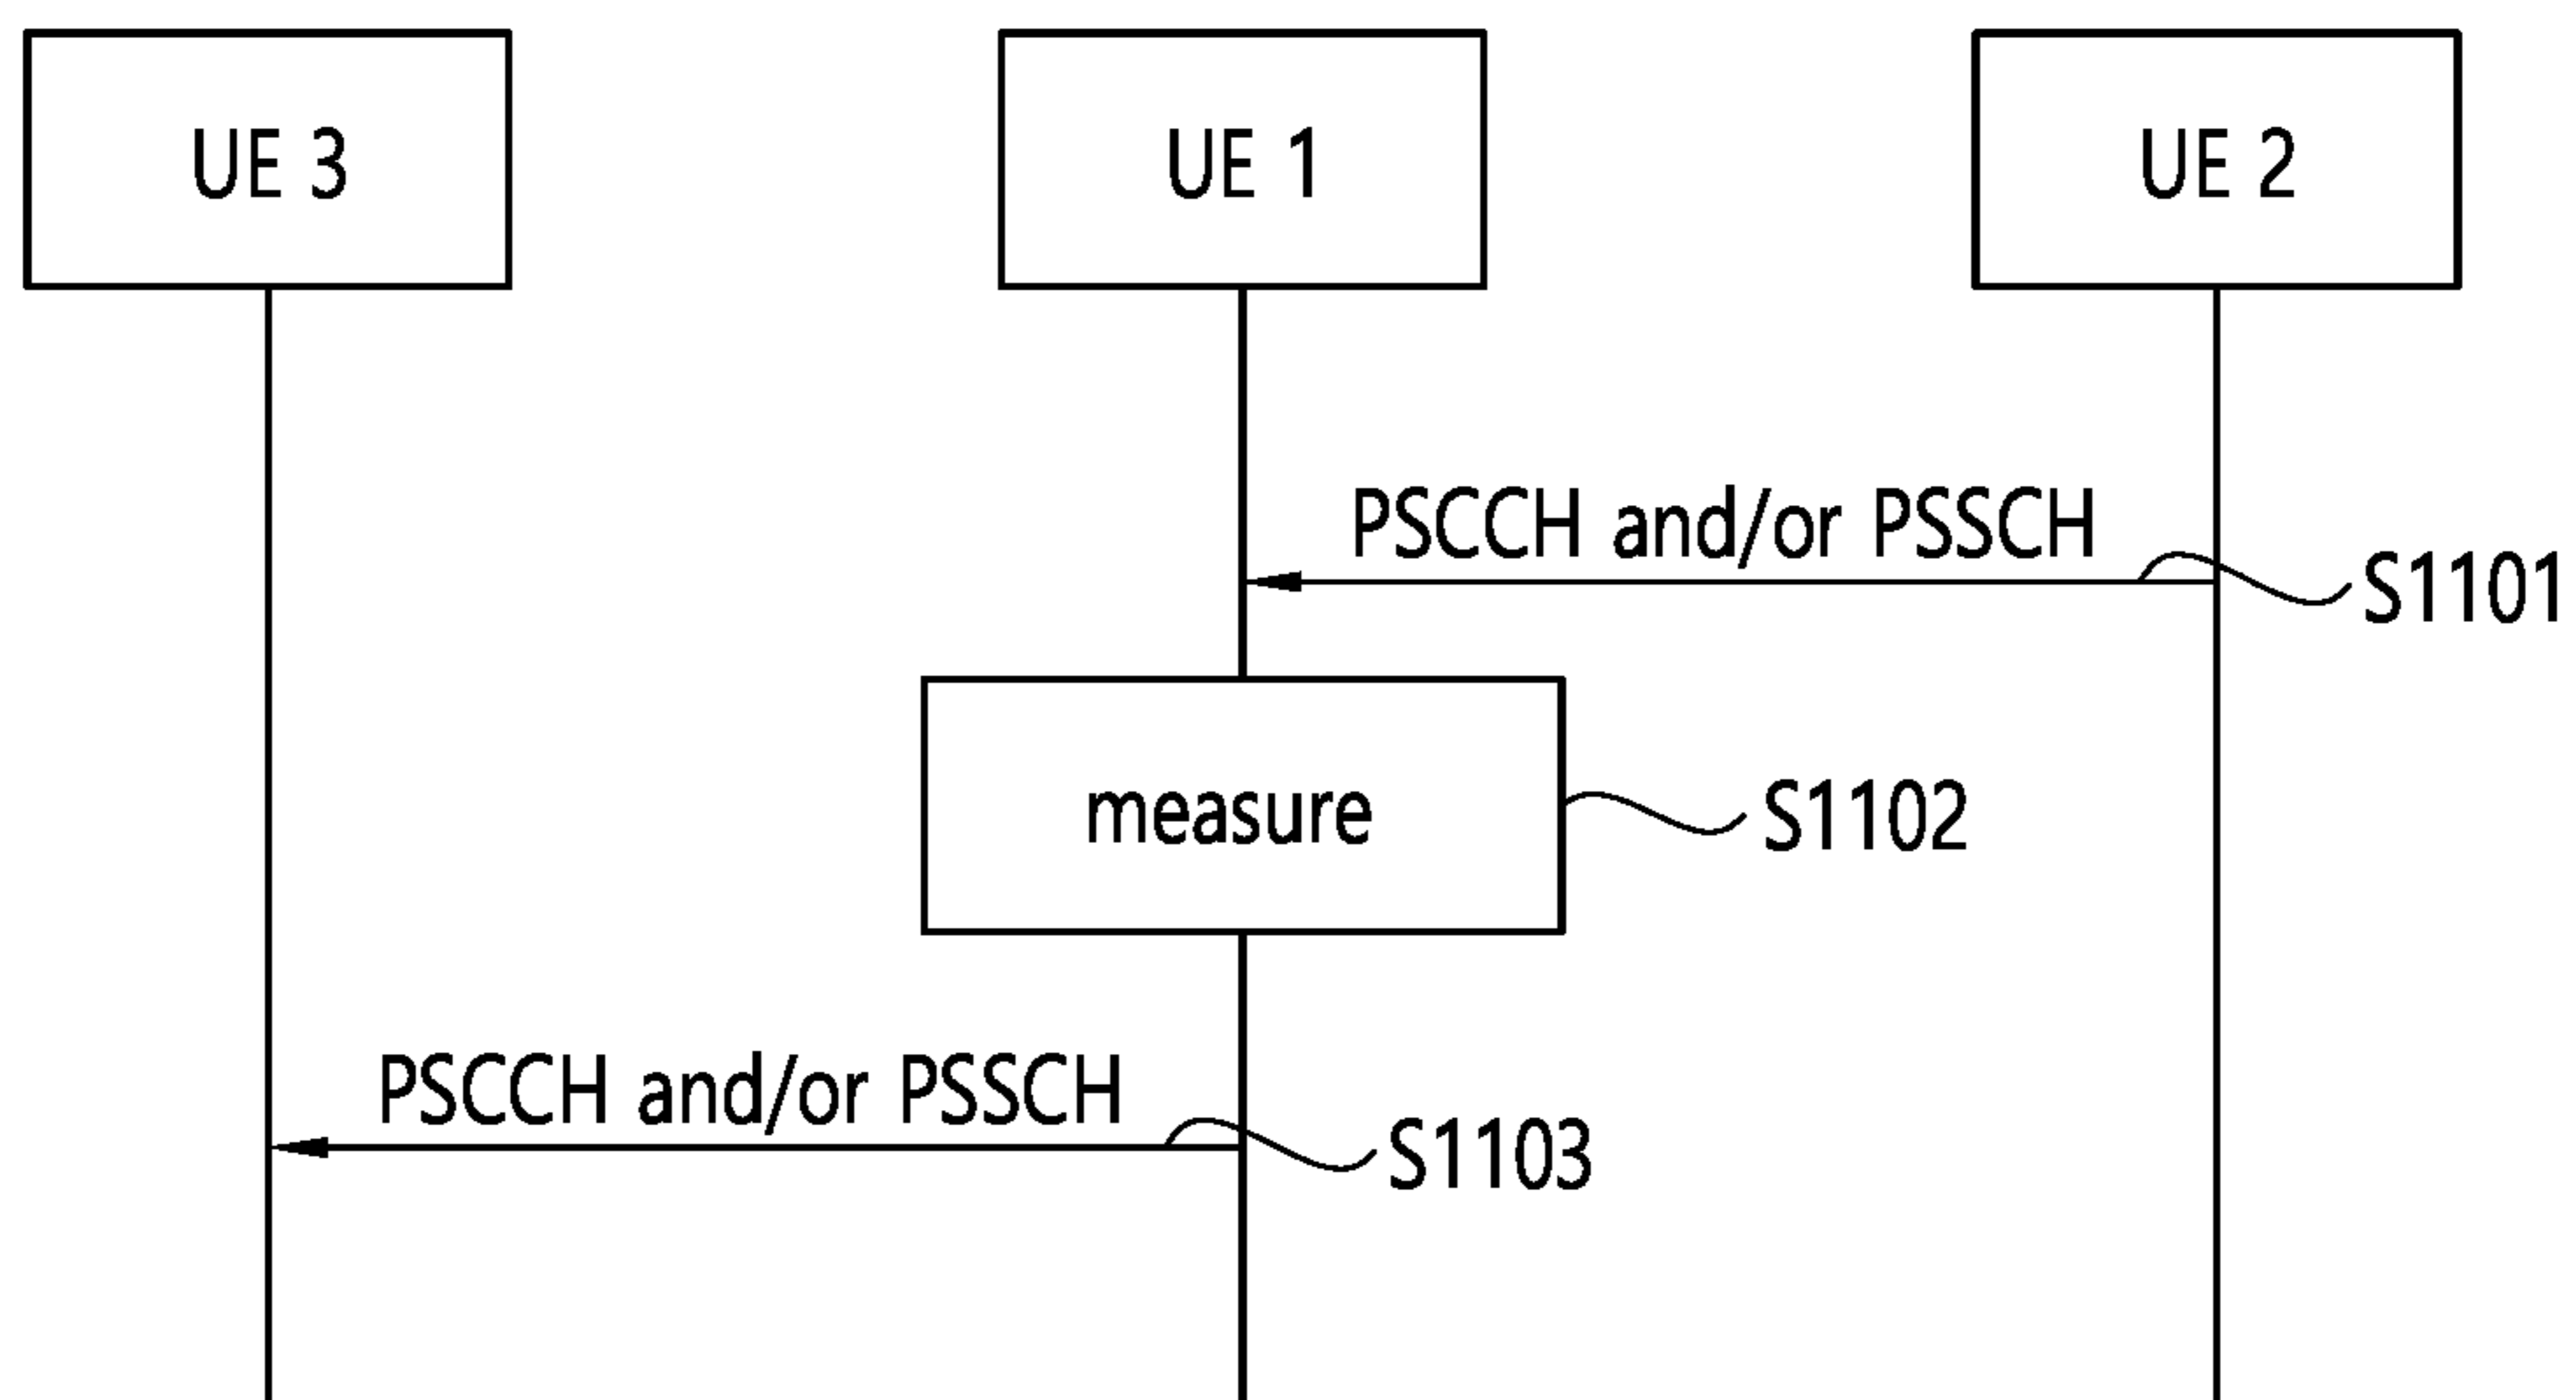 UE 3
UE 1
UE 2
PSCCH and/or PSSCH
S1101
measure
S1102
PSCCH and/or PSSCH
S1103